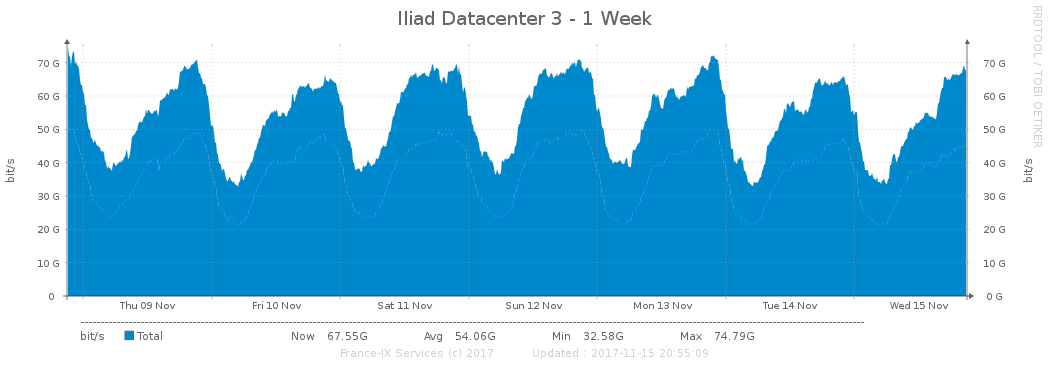 Iliad Datacenter 3 - 1 Week
RRDTOOL / TOBI OETIKER
70 G 70 G
60 G 60 G
50 G 50 G
40 G 40 G
30 G 30 G
20 G 20 G
10 G 10 G
0 0 G
bit/s bit/s
Thu 09 Nov Fri 10 Nov Sat 11 Nov Sun 12 Nov Mon 13 Nov Tue 14 Nov Wed 15 Nov
bit/s Total Now 67.55G Avg 54.06G Min 32.58G Max 74.79G
France-IX Services (c) 2017 Updated : 2017-11-15 20:55:09